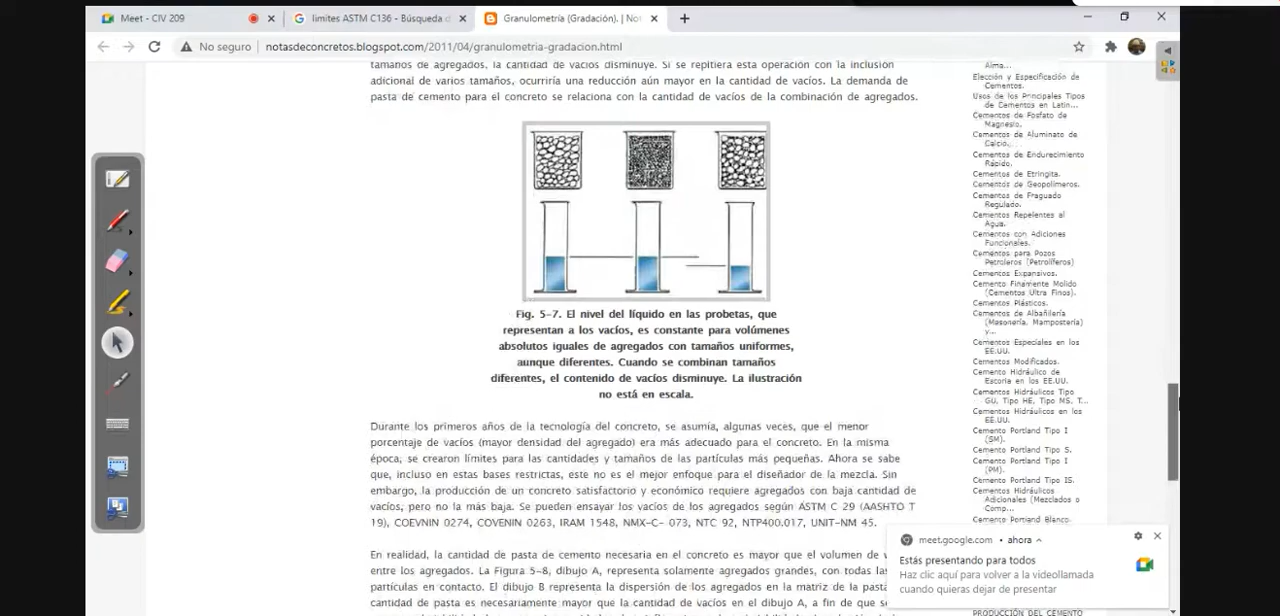 Meet - CIV 209
limites ASTM C136 - Búsqueda d
Granulometría (Gradación). | Not
No seguro
notasdeconcretos.blogspot.com/2011/04/granulometria-gradacion.html
tamaños de agregados, la cantidad de vacíos disminuye. Si se repitiera esta operación con la inclusión
adicional de varios tamaños, ocurriría una reducción aún mayor en la cantidad de vacíos. La demanda de
pasta de cemento para el concreto se relaciona con la cantidad de vacíos de la combinación de agregados.
Fig. 5-7. El nivel del líquido en las probetas, que
representan a los vacíos, es constante para volúmenes
absolutos iguales de agregados con tamaños uniformes,
aunque diferentes. Cuando se combinan tamaños
diferentes, el contenido de vacíos disminuye. La ilustración
no está en escala.
Durante los primeros años de la tecnología del concreto, se asumía, algunas veces, que el menor
porcentaje de vacíos (mayor densidad del agregado) era más adecuado para el concreto. En la misma
época, se crearon límites para las cantidades y tamaños de las partículas más pequeñas. Ahora se sabe
que, incluso en estas bases restrictas, este no es el mejor enfoque para el diseñador de la mezcla. Sin
embargo, la producción de un concreto satisfactorio y económico requiere agregados con baja cantidad de
vacíos, pero no la más baja. Se pueden ensayar los vacíos de los agregados según ASTM C 29 (AASHTO T
19), COEVNIN 0274, COVENIN 0263, IRAM 1548, NMX-C- 073, NTC 92, NTP400.017, UNIT-NM 45.
En realidad, la cantidad de pasta de cemento necesaria en el concreto es mayor que el volumen de v
entre los agregados. La Figura 5-8, dibujo A, representa solamente agregados grandes, con todas las
partículas en contacto. El dibujo B representa la dispersión de los agregados en la matriz de la pasta
cantidad de pasta es necesariamente mayor que la cantidad de vacíos en el dibujo A, a fin de que se
Alma...
Elección y Especificación de
Cementos.
Usos de los Principales Tipos
de Cementos en Latin...
Cementos de Fosfato de
Magnesio.
Cementos de Aluminato de
Calcio.
Cementos de Endurecimiento
Rápido.
Cementos de Etringita.
Cementos de Geopolímeros.
Cementos de Fraguado
Regulado.
Cementos Repelentes al
Agua.
Cementos con Adiciones
Funcionales.
Cementos para Pozos
Petroleros (Petrolíferos)
Cementos Expansivos.
Cemento Finamente Molido
(Cementos Ultra Finos).
Cementos Plásticos.
Cementos de Albañilería
(Masonería, Mampostería)
y...
Cementos Especiales en los
EE.UU.
Cementos Modificados.
Cemento Hidráulico de
Escoria en los EE.UU.
Cementos Hidráulicos Tipo
GU, Tipo HE, Tipo MS, T...
Cementos Hidráulicos en los
EE.UU.
Cemento Portland Tipo I
(SM).
Cemento Portland Tipo S.
Cemento Portland Tipo I
(PM).
Cemento Portland Tipo IS.
Cementos Hidráulicos
Adicionales (Mezclados o
Comp...
Cemento Portland Blanco.
meet.google.com • ahora
Estás presentando para todos
Haz clic aquí para volver a la videollamada
cuando quieras dejar de presentar
PRODUCCIÓN DEL CEMENTO